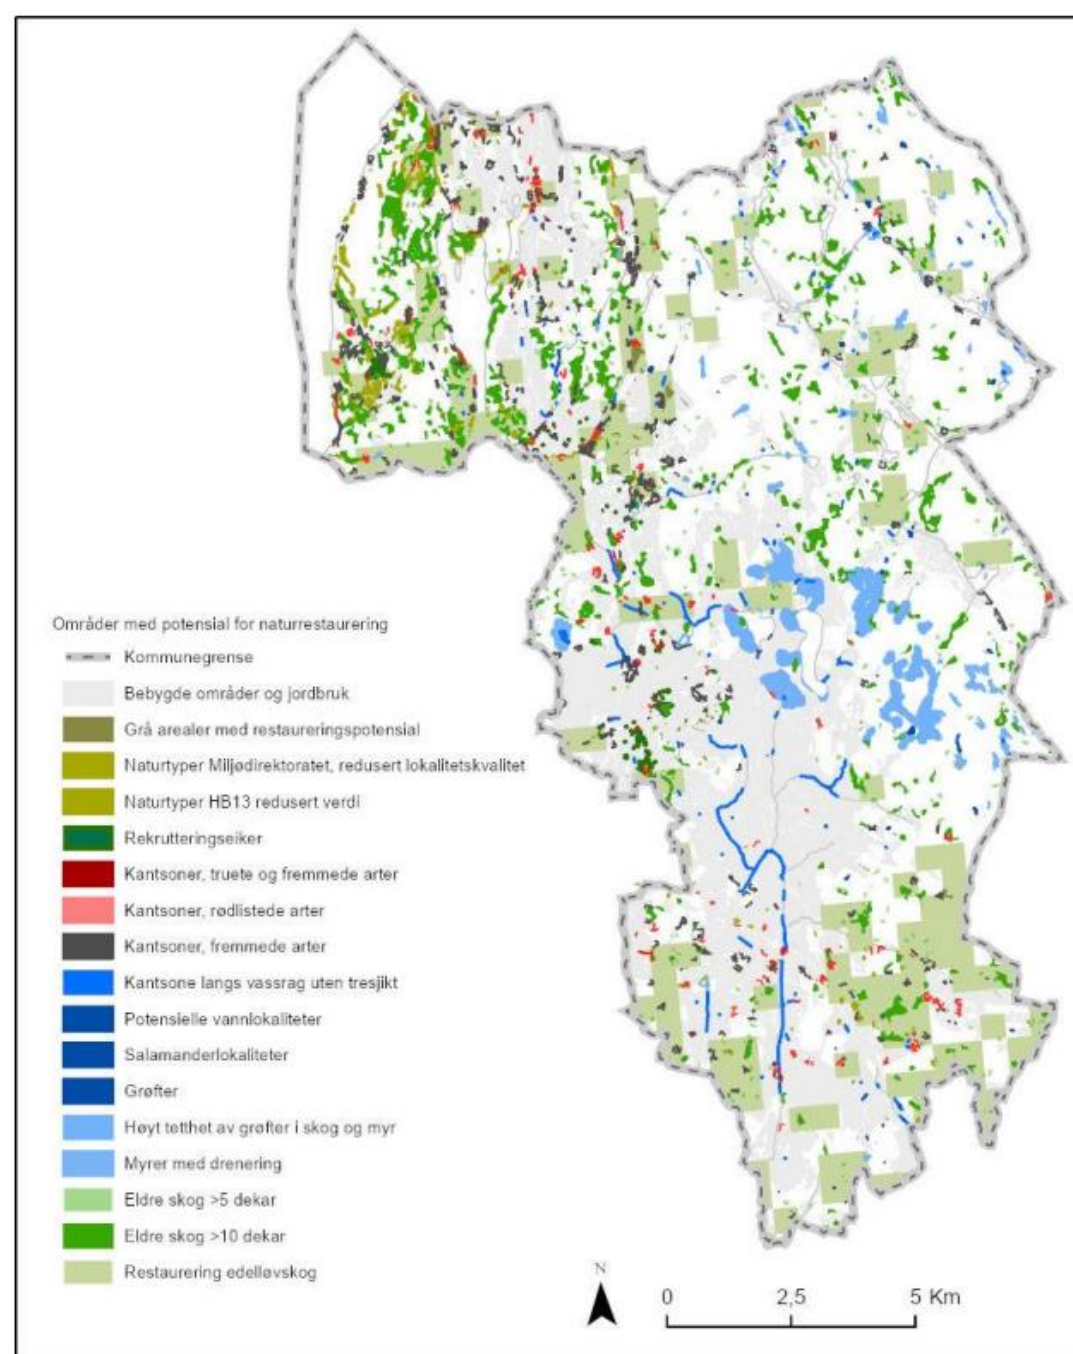 Områder med potensial for naturrestaurering
Kommunegrense
Bebygde områder og jordbruk
Grå arealer med restaureringspotensial
Naturtyper Miljødirektoratet, redusert lokalitetskvalitet
Naturtyper HB13 redusert verdi
Rekrutteringseiker
Kantsoner, truete og fremmede arter
Kantsoner, rødlistede arter
Kantsoner, fremmede arter
Kantsone langs vassrag uten tresjikt
Potensielle vannlokaliteter
Salamanderlokaliteter
Grøfter
Høyt tetthet av grøfter i skog og myr
Myrer med drenering
Eldre skog >5 dekar
Eldre skog >10 dekar
Restaurering edelløvskog
N
0 2,5 5 Km